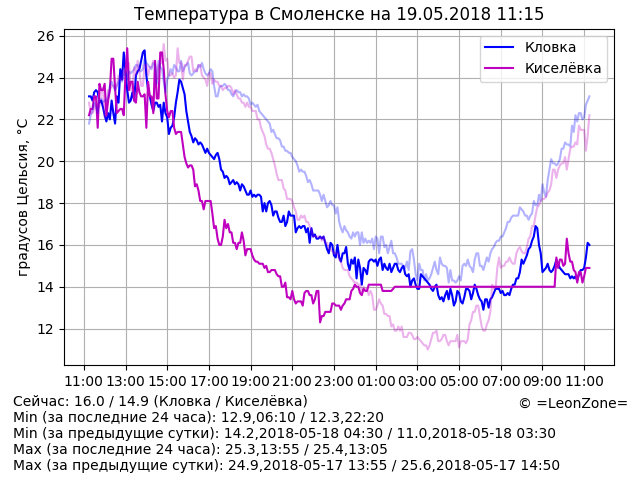 Температура в Смоленске на 19.05.2018 11:15
Кловка
Киселёвка
градусов Цельсия, °C
26
24
22
20
18
16
14
12
11:00 13:00 15:00 17:00 19:00 21:00 23:00 01:00 03:00 05:00 07:00 09:00 11:00
Сейчас: 16.0 / 14.9 (Кловка / Киселёвка)
© =LeonZone=
Min (за последние 24 часа): 12.9,06:10 / 12.3,22:20
Min (за предыдущие сутки): 14.2,2018-05-18 04:30 / 11.0,2018-05-18 03:30
Max (за последние 24 часа): 25.3,13:55 / 25.4,13:05
Max (за предыдущие сутки): 24.9,2018-05-17 13:55 / 25.6,2018-05-17 14:50